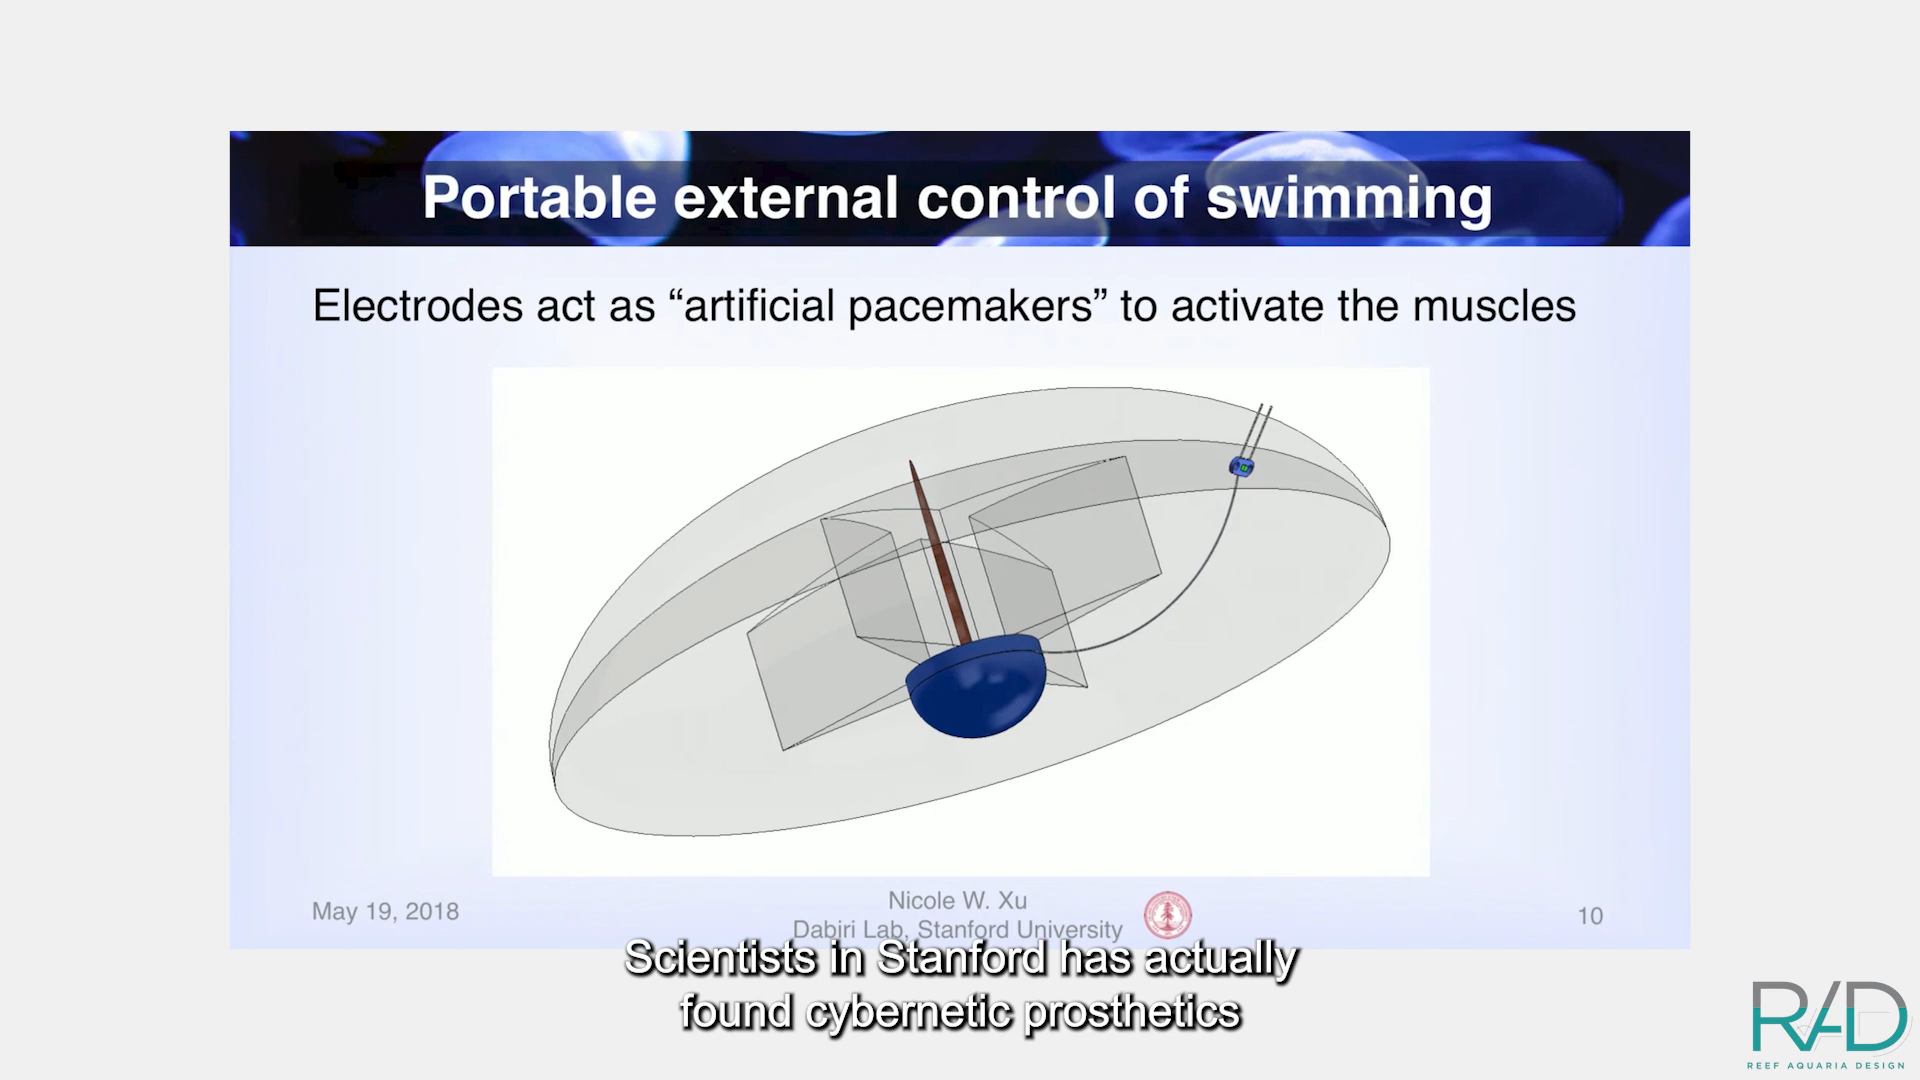 Portable external control of swimming
Electrodes act as “artificial pacemakers” to activate the muscles
May 19, 2018
Nicole W. Xu
Dabiri Lab, Stanford University
10
Scientists in Stanford has actually
found cybernetic prosthetics
RAD
REEF AQUARIA DESIGN